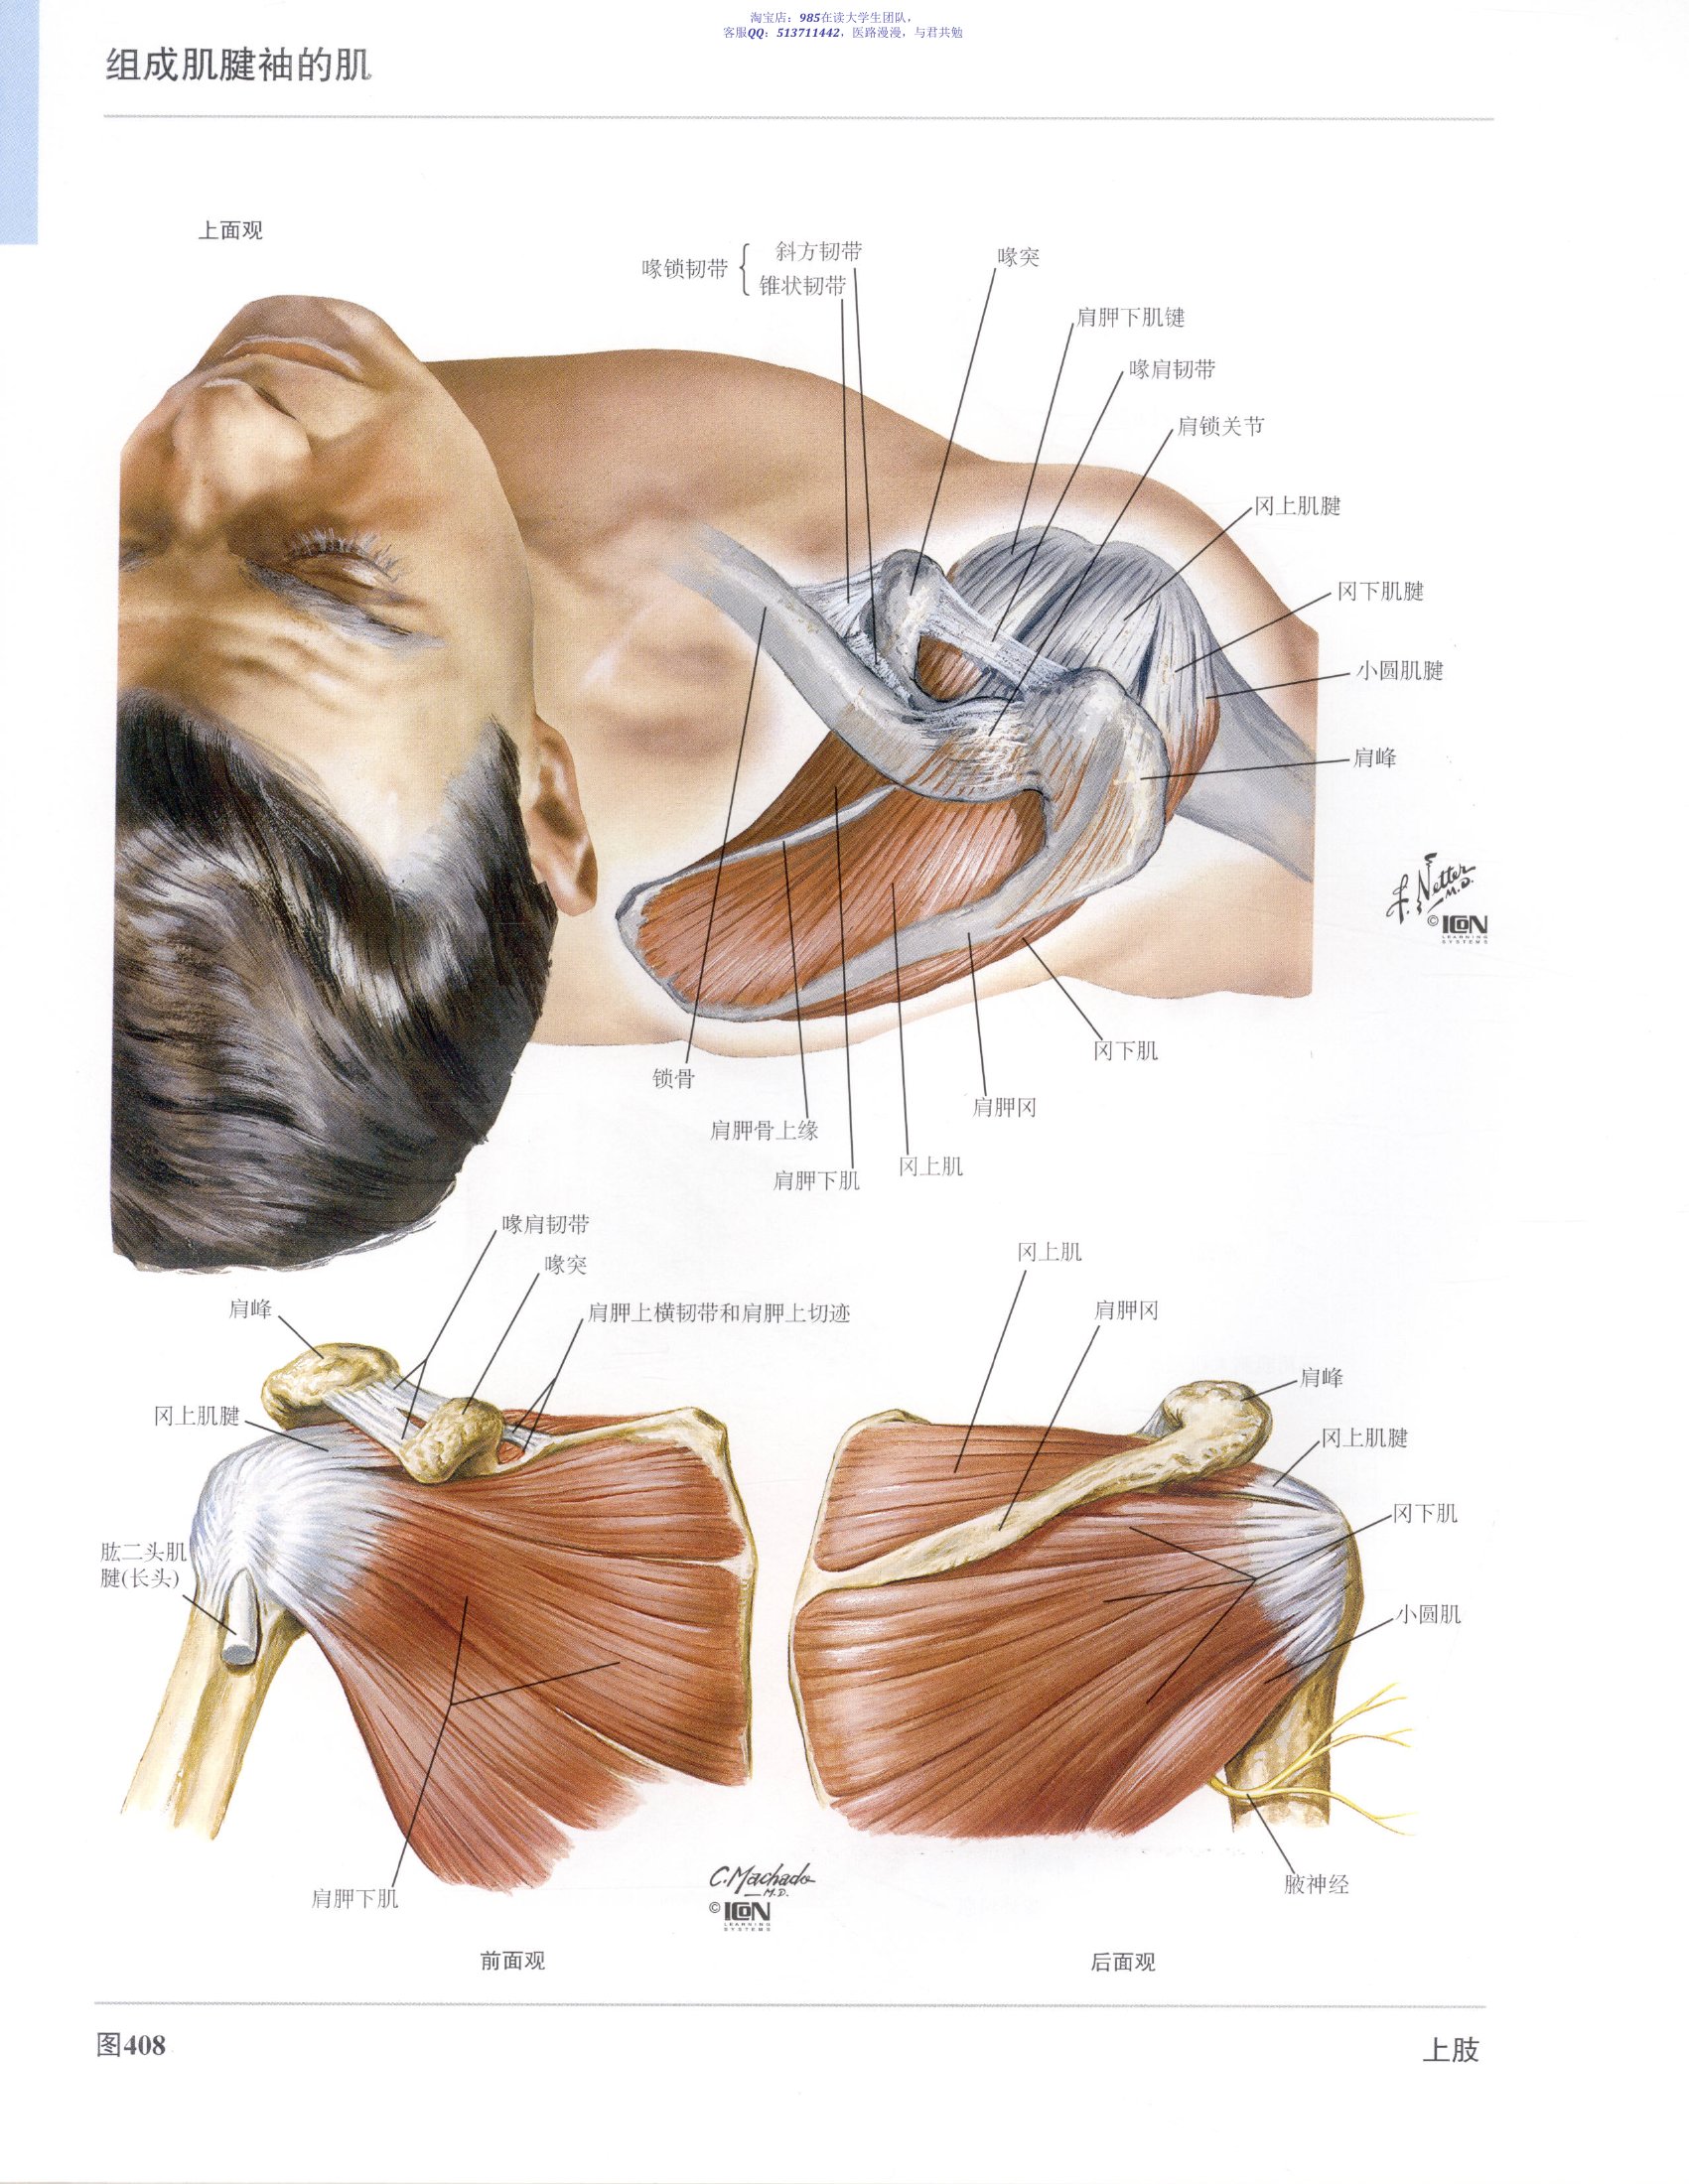 淘宝店：985在读大学生团队，
客服QQ：513711442，医路漫漫，与君共勉
组成肌腱袖的肌
上面观
喙锁韧带
斜方韧带
锥状韧带
喙突
肩胛下肌键
喙肩韧带
肩锁关节
冈上肌腱
冈下肌腱
小圆肌腱
肩峰
F. Netter
M.D.
© ICON
LEARNING
SYSTEMS
冈下肌
锁骨
肩胛冈
肩胛骨上缘
冈上肌
肩胛下肌
喙肩韧带
喙突
肩峰
肩胛上横韧带和肩胛上切迹
冈上肌腱
肱二头肌
腱(长头)
肩胛下肌
冈上肌
肩胛冈
肩峰
冈上肌腱
冈下肌
小圆肌
腋神经
C.Machado
M.D.
© ICON
LEARNING
SYSTEMS
前面观
后面观
图408
上肢